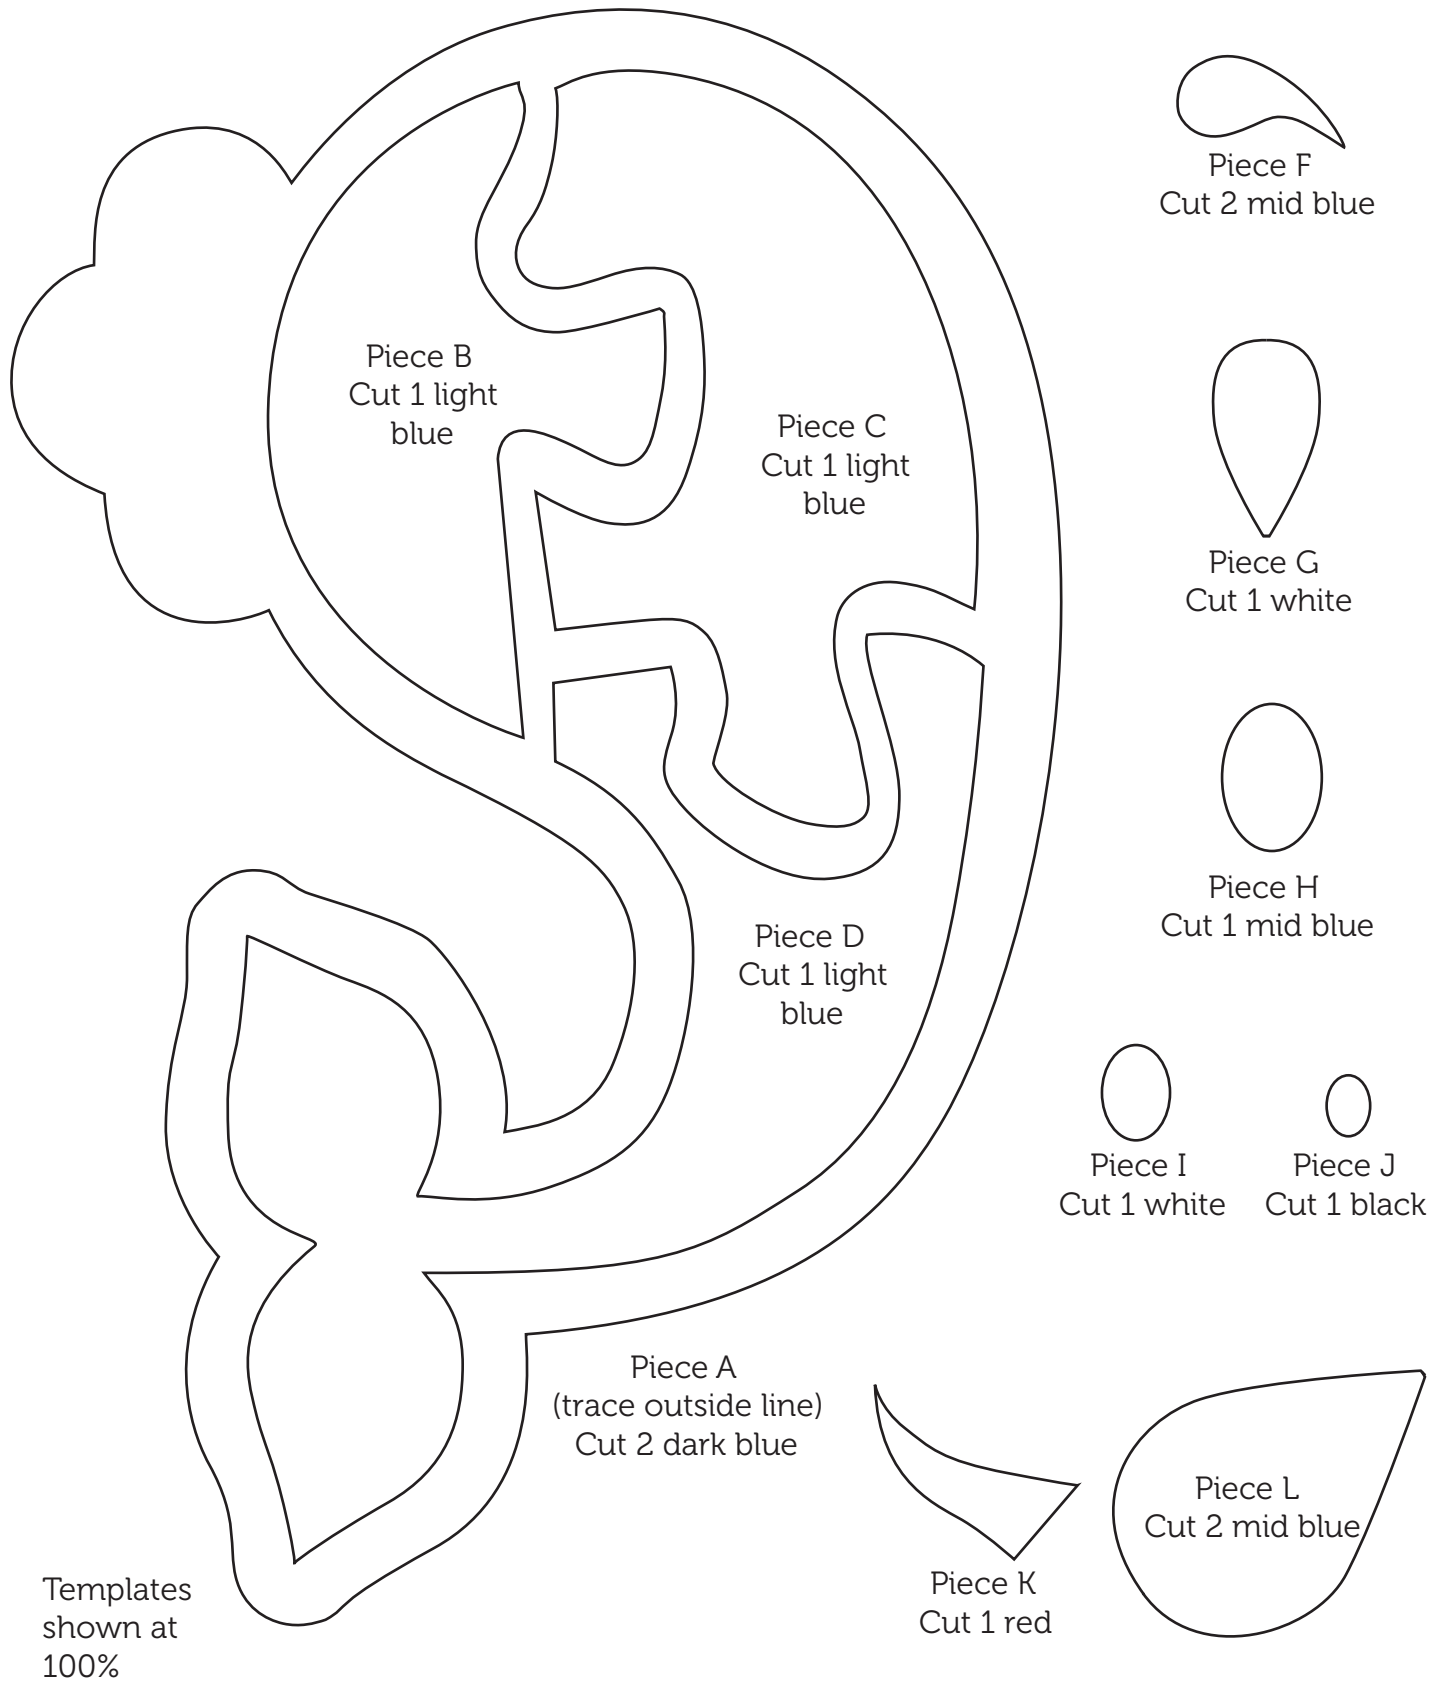 Piece F
Cut 2 mid blue
Piece B
Cut 1 light
blue
Piece C
Cut 1 light
blue
Piece G
Cut 1 white
Piece H
Cut 1 mid blue
Piece D
Cut 1 light
blue
Piece I
Cut 1 white
Piece J
Cut 1 black
Piece A
(trace outside line)
Cut 2 dark blue
Piece L
Cut 2 mid blue
Piece K
Cut 1 red
Templates
shown at
100%